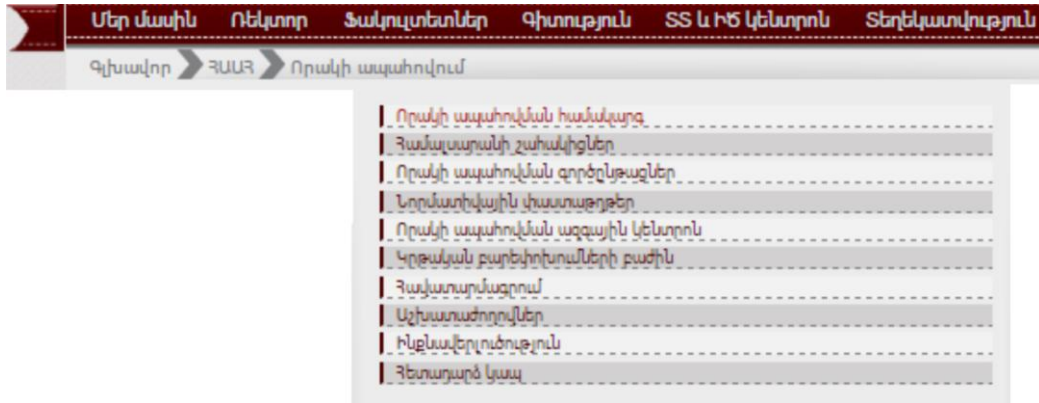 Մեր մասին Ռեկտոր Ֆակուլտետներ Գիտություն ՏՏ և ԻԾ կենտրոն Տեղեկատվություն
Գլխավոր ՀԱԱՀ Որակի ապահովում
Որակի ապահովման համակարգ
Համալսարանի շահակիցներ
Որակի ապահովման գործընթացներ
Նորմատիվային փաստաթղթեր
Որակի ապահովման ազգային կենտրոն
Կրթական բարեփոխումների բաժին
Հավատարմագրում
Աշխատաժողովներ
Ինքնավերլուծություն
Հետադարձ կապ